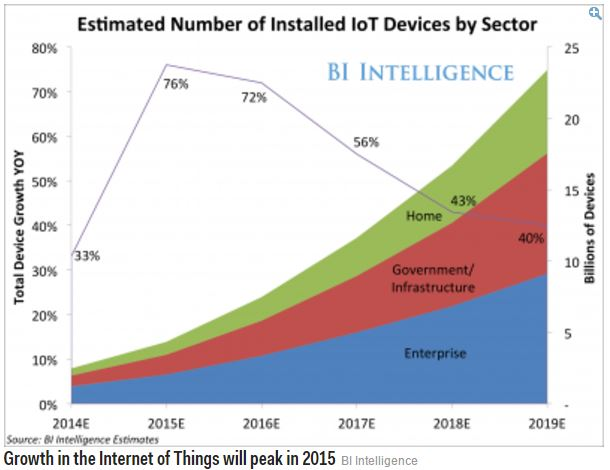 Estimated Number of Installed IoT Devices by Sector
BI INTELLIGENCE
Total Device Growth YOY
80%
70%
60%
50%
40%
30%
20%
10%
0%
33%
76%
72%
56%
43%
40%
Home
Government/
Infrastructure
Enterprise
25
20
15
10
5
-
Billions of Devices
2014E 2015E 2016E 2017E 2018E 2019E
Source: BI Intelligence Estimates
Growth in the Internet of Things will peak in 2015 BI Intelligence